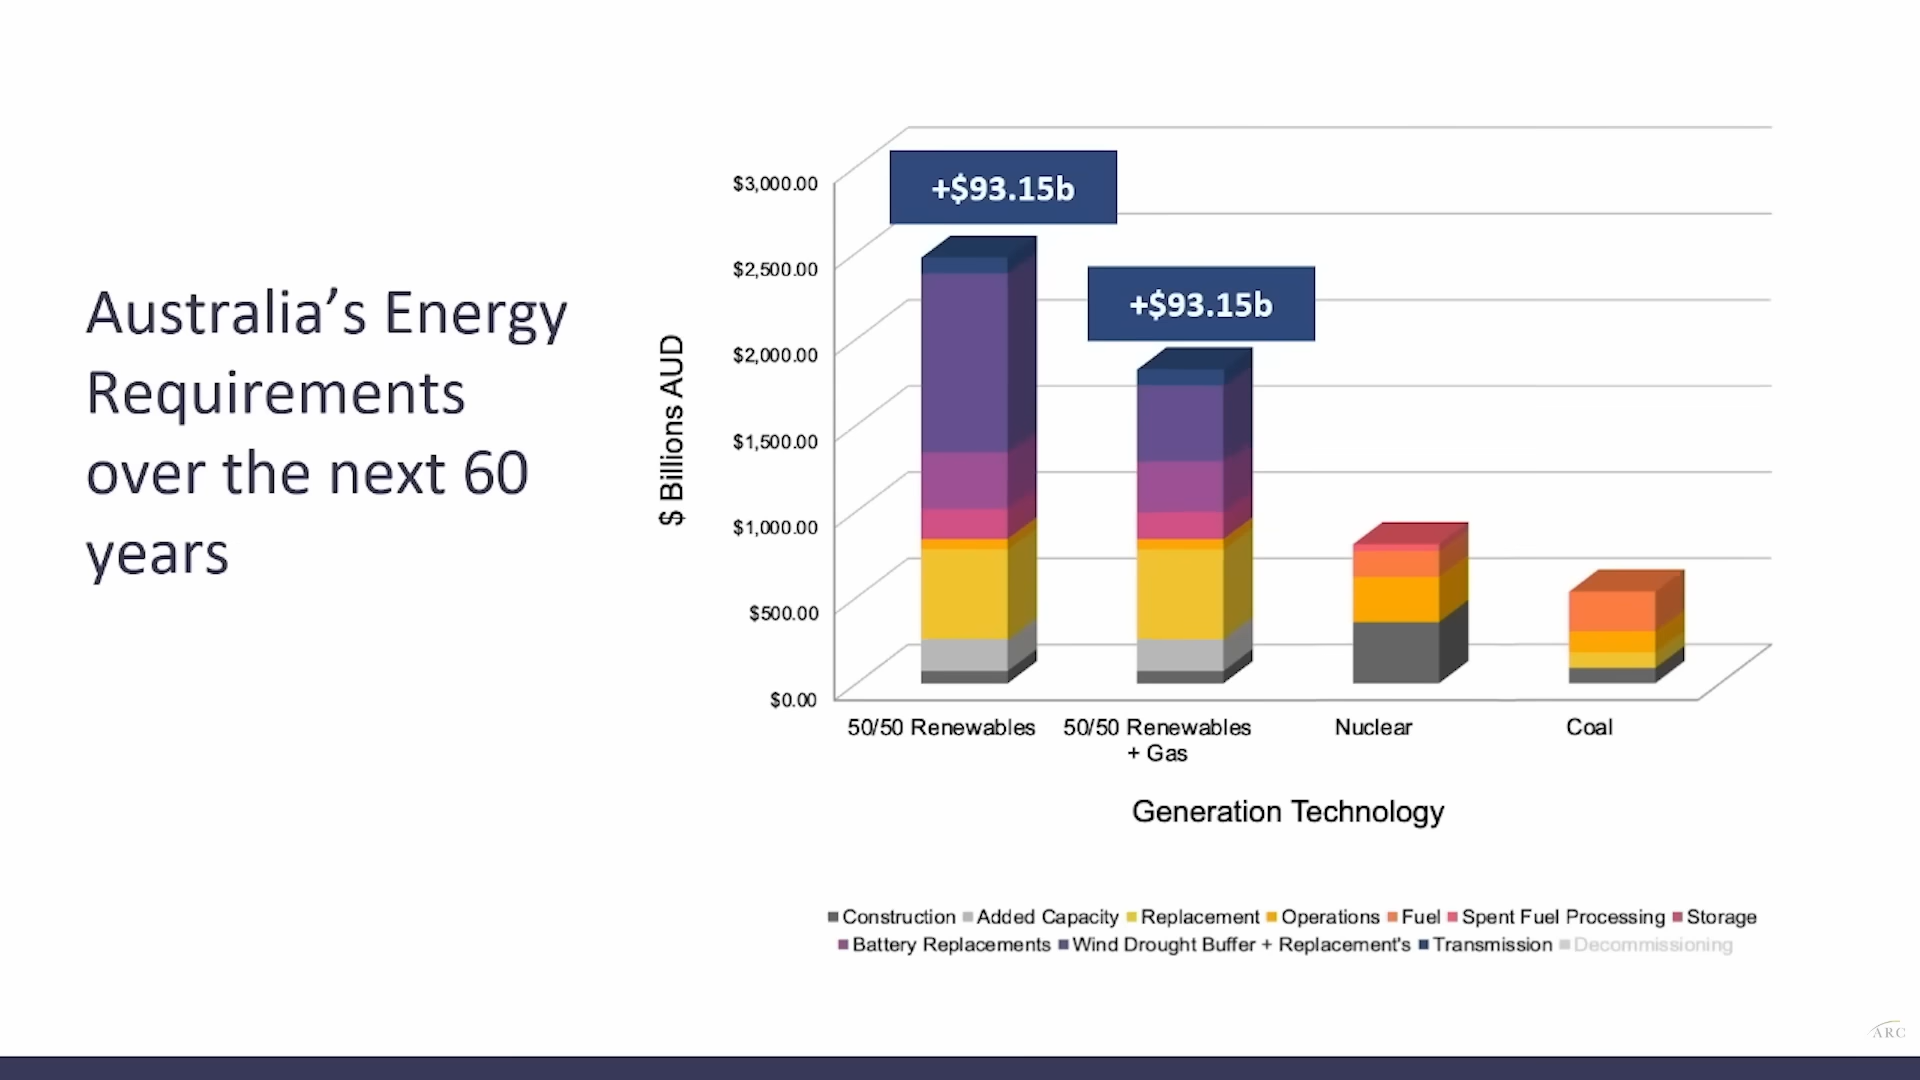 Australia’s Energy
Requirements
over the next 60
years
+$93.15b
+$93.15b
$ Billions AUD
$3,000.00
$2,500.00
$2,000.00
$1,500.00
$1,000.00
$500.00
$0.00
50/50 Renewables
50/50 Renewables
+ Gas
Nuclear
Coal
Generation Technology
Construction Added Capacity Replacement Operations Fuel Spent Fuel Processing Storage
Battery Replacements Wind Drought Buffer + Replacement's Transmission Decommissioning
ARC